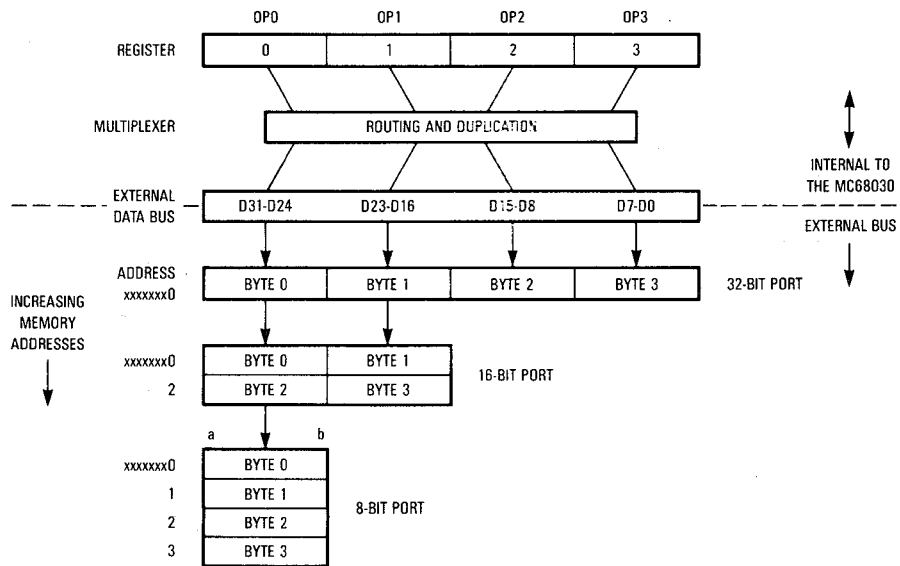 OP0 OP1 OP2 OP3
REGISTER 0 1 2 3
MULTIPLEXER ROUTING AND DUPLICATION
INTERNAL TO
THE MC68030
EXTERNAL
DATA BUS
D31-D24 D23-D16 D15-D8 D7-D0
EXTERNAL BUS
ADDRESS
xxxxxxx0 BYTE 0 BYTE 1 BYTE 2 BYTE 3 32-BIT PORT
INCREASING
MEMORY
ADDRESSES
xxxxxxx0 BYTE 0 BYTE 1
2 BYTE 2 BYTE 3
16-BIT PORT
a b
xxxxxxx0 BYTE 0
1 BYTE 1
2 BYTE 2
3 BYTE 3
8-BIT PORT